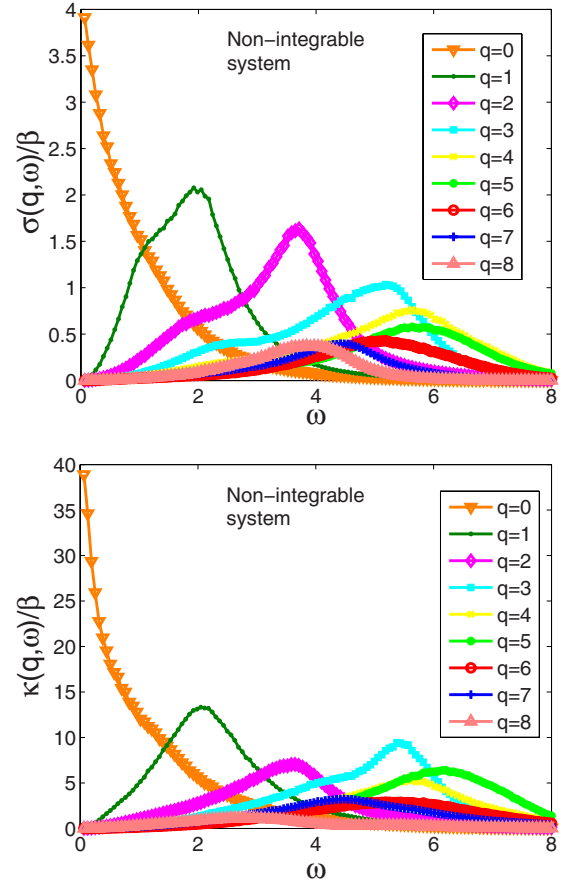 4
3.5
3
2.5
2
1.5
1
0.5
0
σ(q,ω)/β
Non−integrable
system
q=0
q=1
q=2
q=3
q=4
q=5
q=6
q=7
q=8
0 2 4 6 8
ω
40
35
30
25
20
15
10
5
0
κ(q,ω)/β
Non−integrable
system
q=0
q=1
q=2
q=3
q=4
q=5
q=6
q=7
q=8
0 2 4 6 8
ω